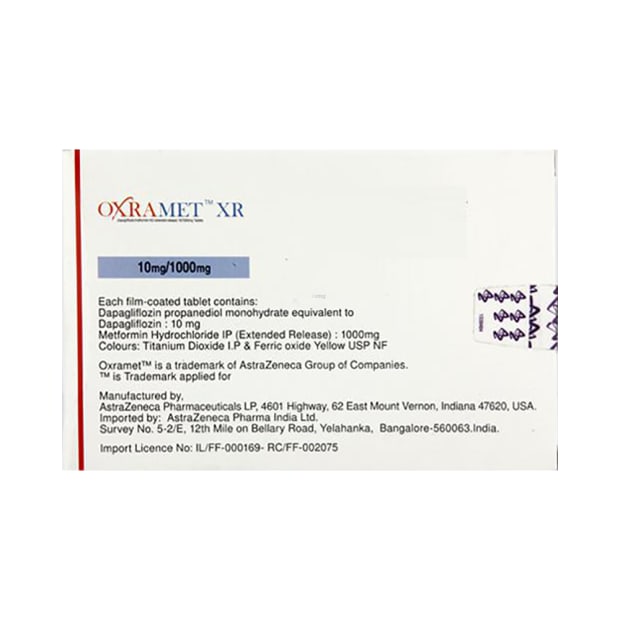 OXRAMET™ XR
10mg/1000mg
Each film-coated tablet contains:
Dapagliflozin propanediol monohydrate equivalent to
Dapagliflozin : 10 mg
Metformin Hydrochloride IP (Extended Release) : 1000mg
Colours: Titanium Dioxide I.P & Ferric oxide Yellow USP NF
Oxramet™ is a trademark of AstraZeneca Group of Companies.
™ is Trademark applied for
Manufactured by,
AstraZeneca Pharmaceuticals LP, 4601 Highway, 62 East Mount Vernon, Indiana 47620, USA.
Imported by: AstraZeneca Pharma India Ltd.
Survey No. 5-2/E, 12th Mile on Bellary Road, Yelahanka, Bangalore-560063.India.
Import Licence No: IL/FF-000169- RC/FF-002075